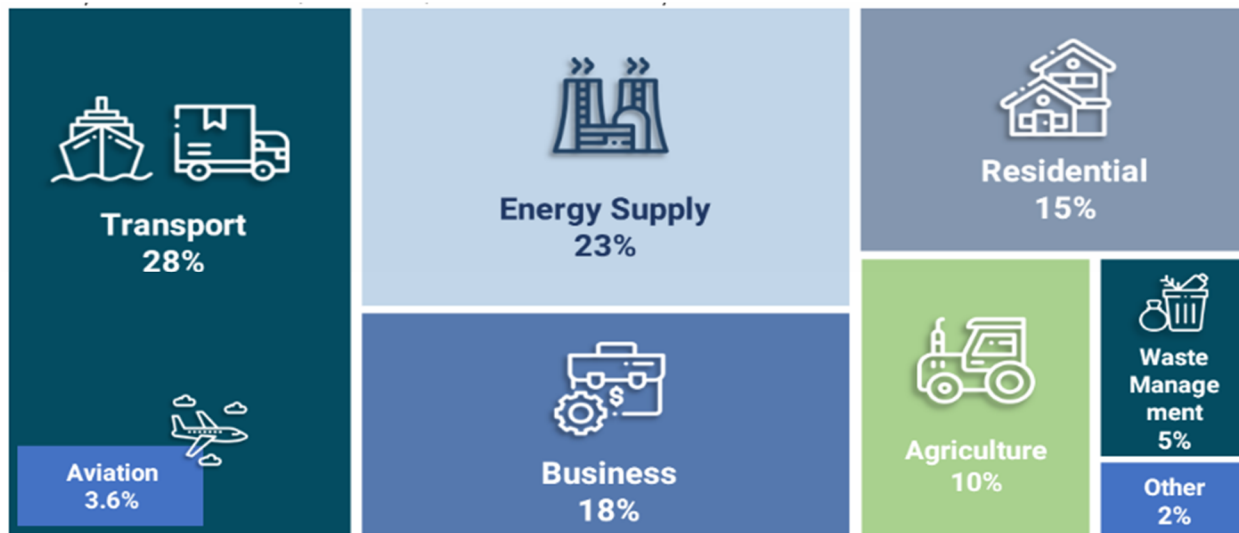 Transport
28%
Aviation
3.6%
Energy Supply
23%
$
Business
18%
Residential
15%
Agriculture
10%
Waste
Manage
ment
5%
Other
2%